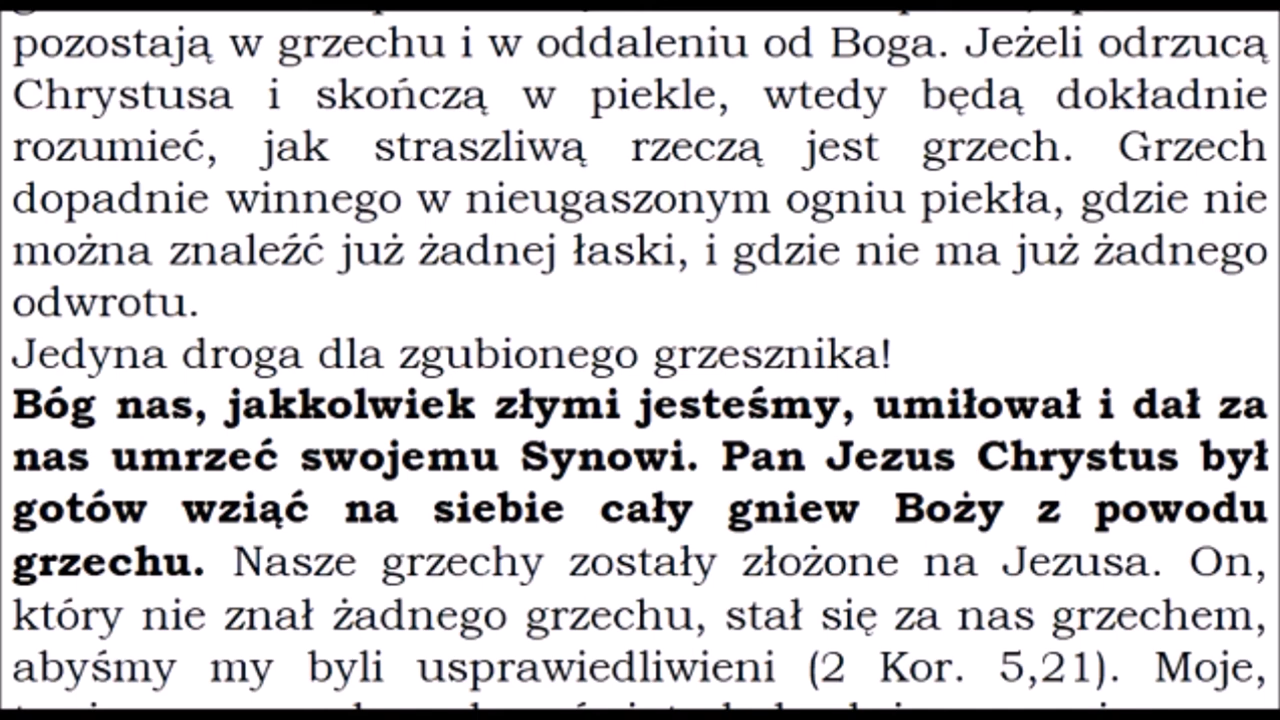 pozostają w grzechu i w oddaleniu od Boga. Jeżeli odrzucą
Chrystusa i skończą w piekle, wtedy będą dokładnie
rozumieć, jak straszliwą rzeczą jest grzech. Grzech
dopadnie winnego w nieugaszonym ogniu piekła, gdzie nie
można znaleźć już żadnej łaski, i gdzie nie ma już żadnego
odwrotu.
Jedyna droga dla zgubionego grzesznika!
Bóg nas, jakkolwiek złymi jesteśmy, umiłował i dał za
nas umrzeć swojemu Synowi. Pan Jezus Chrystus był
gotów wziąć na siebie cały gniew Boży z powodu
grzechu. Nasze grzechy zostały złożone na Jezusa. On,
który nie znał żadnego grzechu, stał się za nas grzechem,
abyśmy my byli usprawiedliwieni (2 Kor. 5,21). Moje,